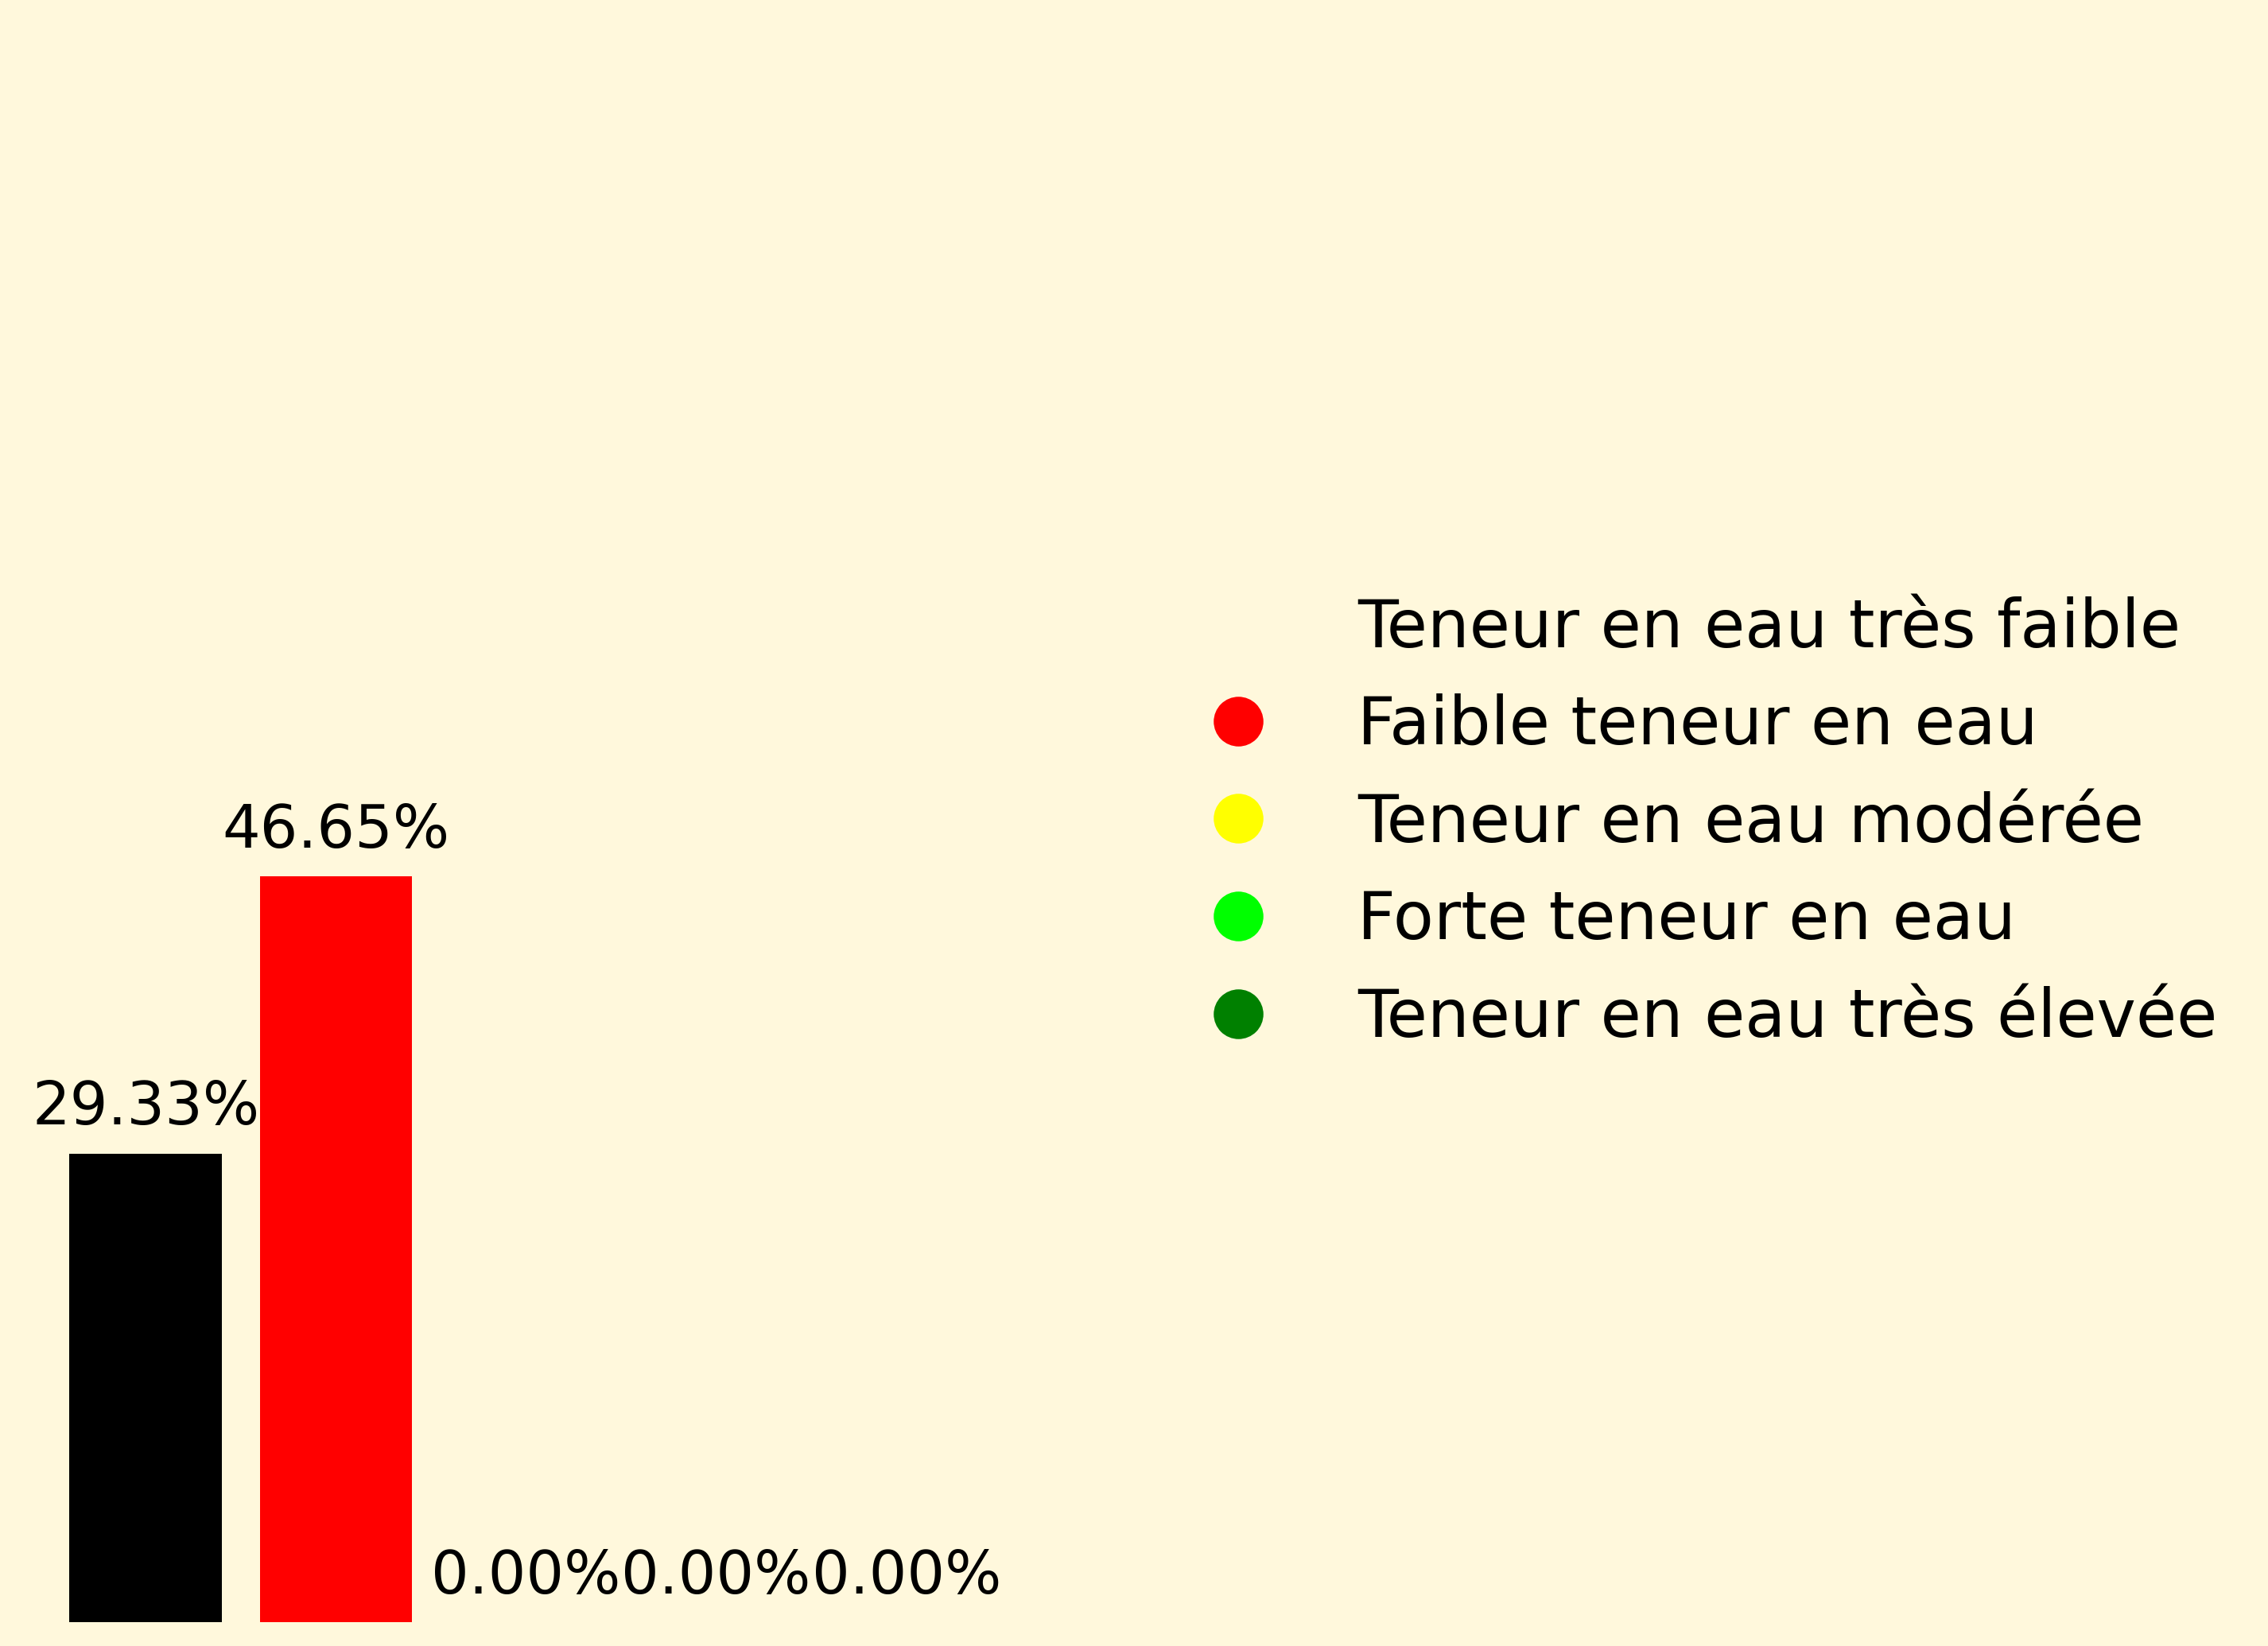 Teneur en eau très faible
Faible teneur en eau
Teneur en eau modérée
Forte teneur en eau
Teneur en eau très élevée
46.65%
29.33%
0.00%0.00%0.00%